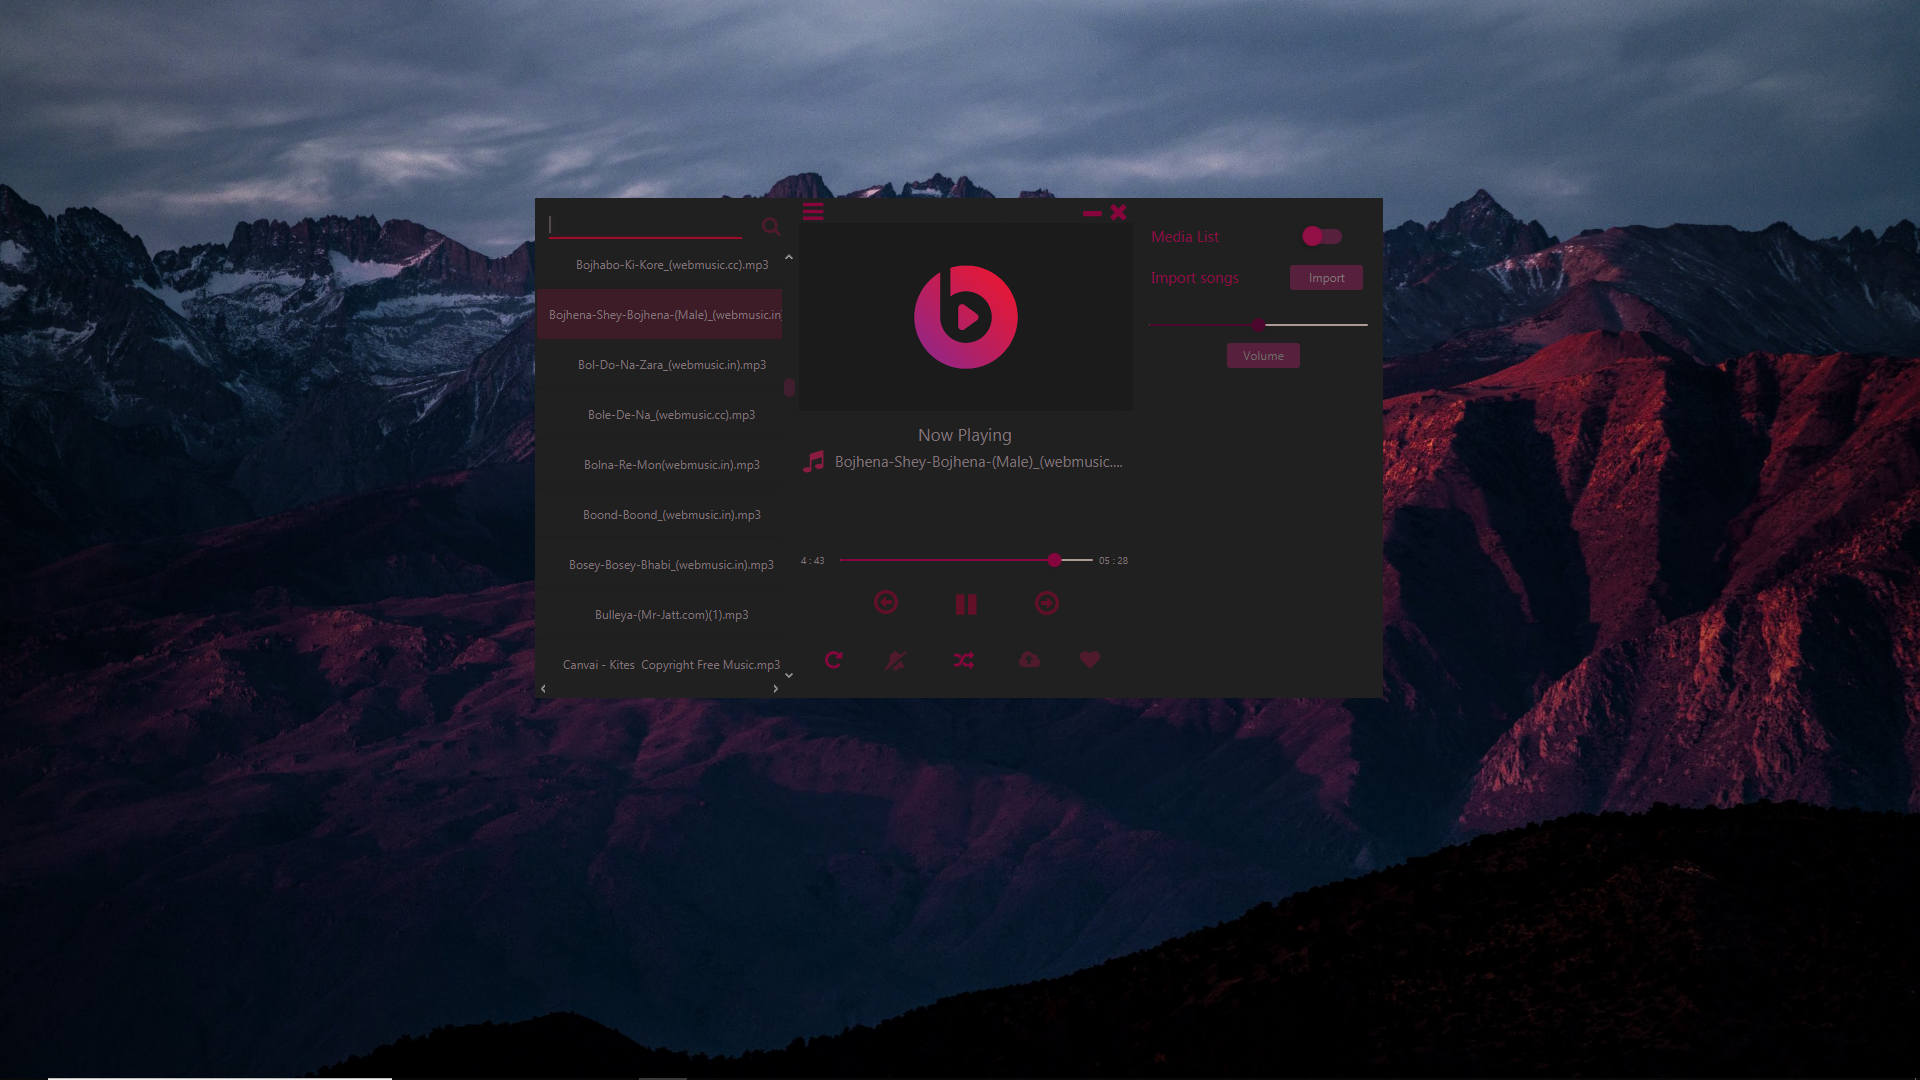 Bojhabo-Ki-Kore_(webmusic.cc).mp3
Bojhena-Shey-Bojhena-(Male)_(webmusic.in
Bol-Do-Na-Zara_(webmusic.in).mp3
Bole-De-Na_(webmusic.cc).mp3
Bolna-Re-Mon(webmusic.in).mp3
Boond-Boond_(webmusic.in).mp3
Bosey-Bosey-Bhabi_(webmusic.in).mp3
Bulleya-(Mr-Jatt.com)(1).mp3
Canvai - Kites  Copyright Free Music.mp3
Now Playing
Bojhena-Shey-Bojhena-(Male)_(webmusic....
4 : 43
05 : 28
Media List
Import songs
Import
Volume